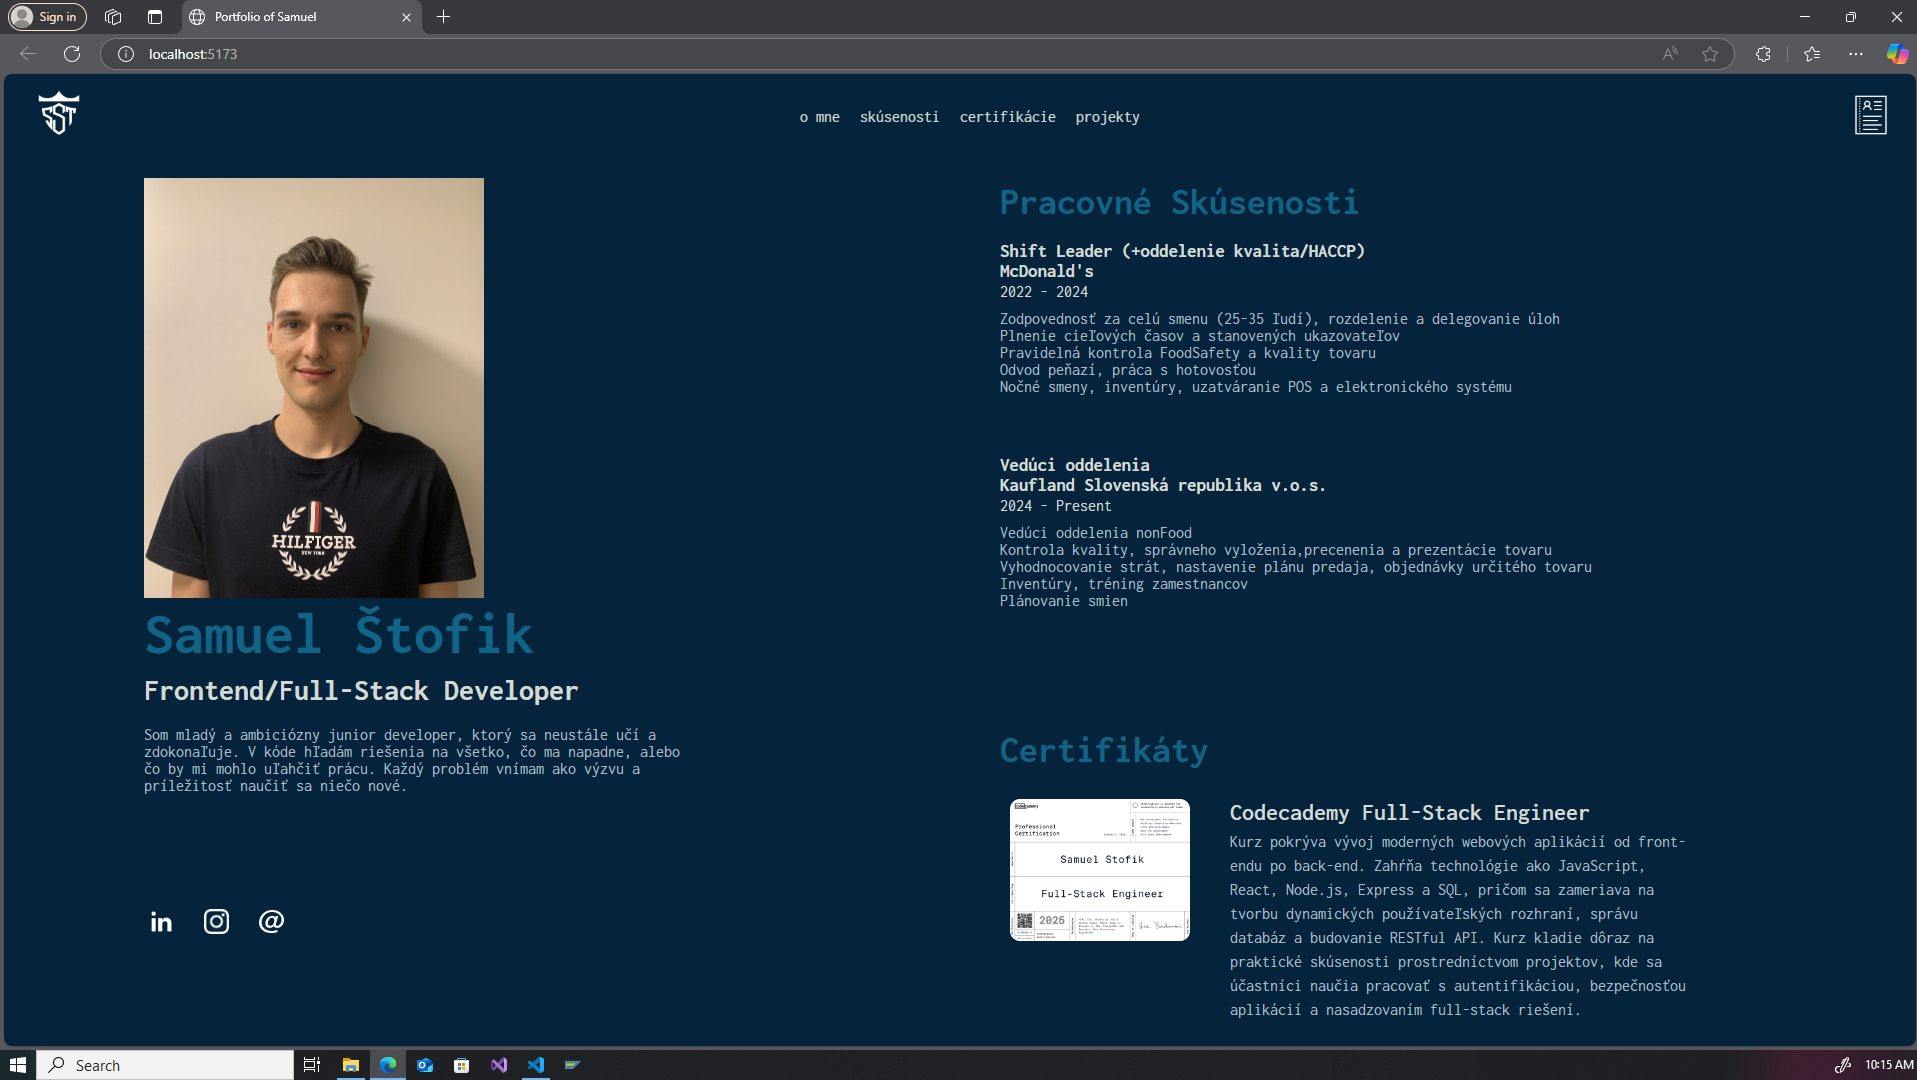 Sign in
Portfolio of Samuel
localhost:5173
SST
o mne skúsenosti certifikácie projekty
HILFIGER
NEW YORK
Samuel Štofik
Frontend/Full-Stack Developer
Som mladý a ambiciózny junior developer, ktorý sa neustále učí a
zdokonaľuje. V kóde hľadám riešenia na všetko, čo ma napadne, alebo
čo by mi mohlo uľahčiť prácu. Každý problém vnímam ako výzvu a
príležitosť naučiť sa niečo nové.
in
@
Pracovné Skúsenosti
Shift Leader (+oddelenie kvalita/HACCP)
McDonald's
2022 - 2024
Zodpovednosť za celú smenu (25-35 ľudí), rozdelenie a delegovanie úloh
Plnenie cieľových časov a stanovených ukazovateľov
Pravidelná kontrola FoodSafety a kvality tovaru
Odvod peňazí, práca s hotovosťou
Nočné smeny, inventúry, uzatváranie POS a elektronického systému
Vedúci oddelenia
Kaufland Slovenská republika v.o.s.
2024 - Present
Vedúci oddelenia nonFood
Kontrola kvality, správneho vyloženia,precenenia a prezentácie tovaru
Vyhodnocovanie strát, nastavenie plánu predaja, objednávky určitého tovaru
Inventúry, tréning zamestnancov
Plánovanie smien
Certifikáty
codecademy
Professional
Certification
Samuel Stofik
Full-Stack Engineer
2025
Codecademy Full-Stack Engineer
Kurz pokrýva vývoj moderných webových aplikácií od front-
endu po back-end. Zahŕňa technológie ako JavaScript,
React, Node.js, Express a SQL, pričom sa zameriava na
tvorbu dynamických používateľských rozhraní, správu
databáz a budovanie RESTful API. Kurz kladie dôraz na
praktické skúsenosti prostredníctvom projektov, kde sa
účastníci naučia pracovať s autentifikáciou, bezpečnosťou
aplikácií a nasadzovaním full-stack riešení.
Search
10:15 AM